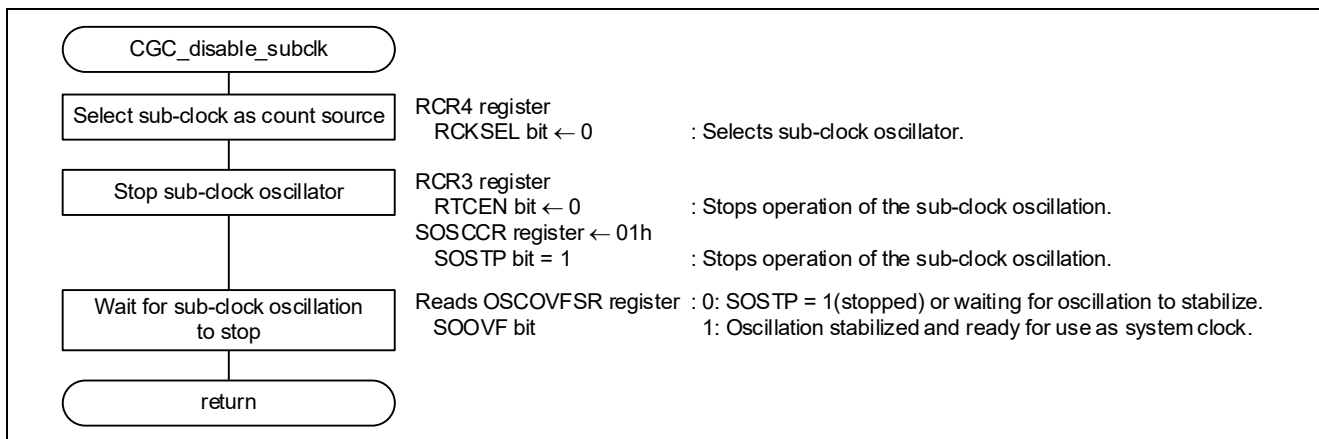 CGC_disable_subclk
Select sub-clock as count source
RCR4 register
RCKSEL bit ← 0 : Selects sub-clock oscillator.
Stop sub-clock oscillator
RCR3 register
RTCEN bit ← 0 : Stops operation of the sub-clock oscillation.
SOSCCR register ← 01h
SOSTP bit = 1 : Stops operation of the sub-clock oscillation.
Wait for sub-clock oscillation
to stop
Reads OSCOVFSR register : 0: SOSTP = 1(stopped) or waiting for oscillation to stabilize.
SOOVF bit 1: Oscillation stabilized and ready for use as system clock.
return